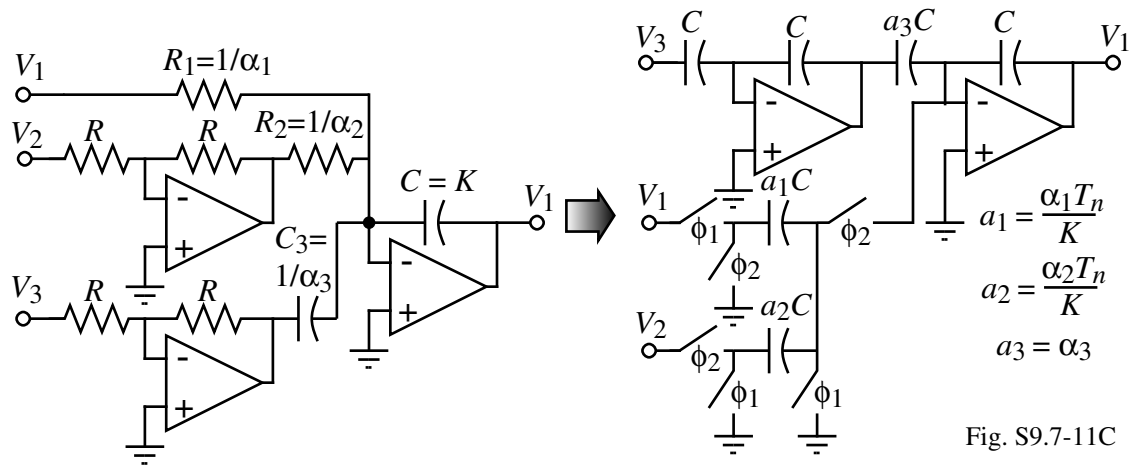 V1
R1=1/α1
V2
R
R
R2=1/α2
-
+
C = K
V1
C3=
1/α3
-
+
V3
R
R
-
+
V3
C
C
a3C
C
V1
-
+
-
+
V1
ϕ1
a1C
ϕ2
ϕ2
V2
ϕ2
a2C
ϕ1
ϕ1
a1 = α1Tn/K
a2 = α2Tn/K
a3 = α3
Fig. S9.7-11C